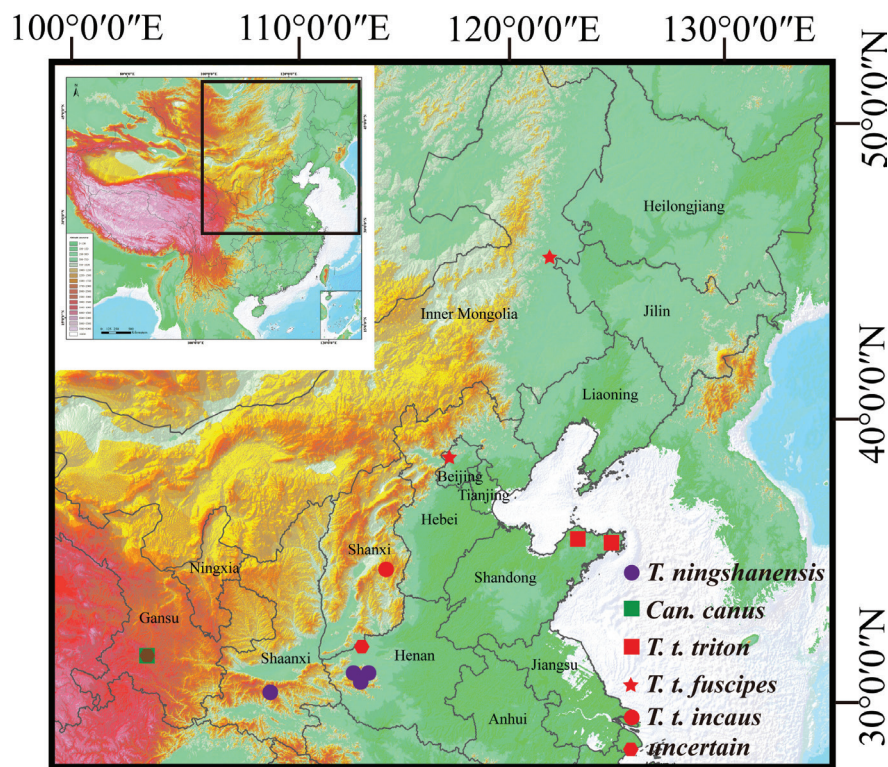 100°0'0"E 110°0'0"E 120°0'0"E 130°0'0"E
50°0'0"N
Heilongjiang
Inner Mongolia
Jilin
Liaoning
40°0'0"N
Beijing
Tianjing
Hebei
Shanxi
Ningxia
Shandong
Gansu
Shaanxi
Henan
Jiangsu
Anhui
30°0'0"N
T. ningshanensis
Can. canus
T. t. triton
T. t. fuscipes
T. t. incaus
uncertain